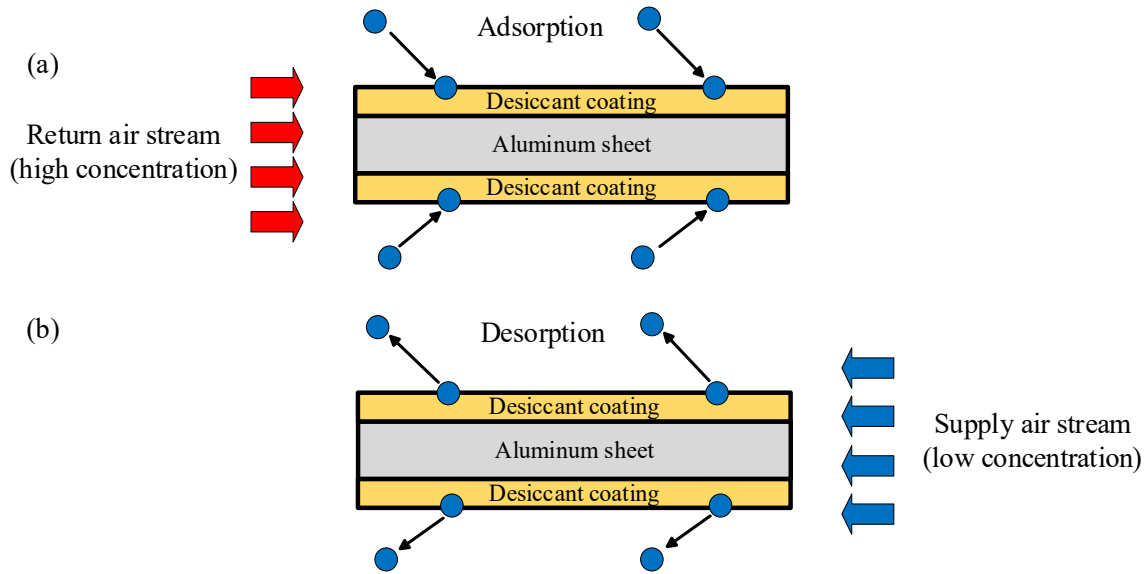 (a)
Adsorption
Return air stream
(high concentration)
Desiccant coating
Aluminum sheet
Desiccant coating
(b)
Desorption
Desiccant coating
Aluminum sheet
Desiccant coating
Supply air stream
(low concentration)